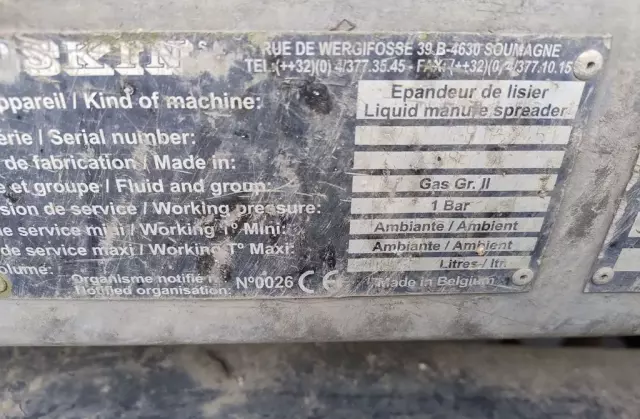 SKIN
RUE DE WERGIFOSSE 39 B-4630 SOUMAGNE
TEL:(++32)(0) 4/377.35.45 - FAX (++32)(0) 4/377.10.15
appareil / Kind of machine: Epandeur de lisier
Liquid manure spreader
série / Serial number:
de fabrication / Made in:
e et groupe / Fluid and group: Gas Gr. II
sion de service / Working pressure: 1 Bar
de service mini / Working T° Mini: Ambiante / Ambient
de service maxi / Working T° Maxi: Ambiante / Ambient
olume: Litres / ltr.
Organisme notifié
Notified organisation: N°0026 CE Made in Belgium